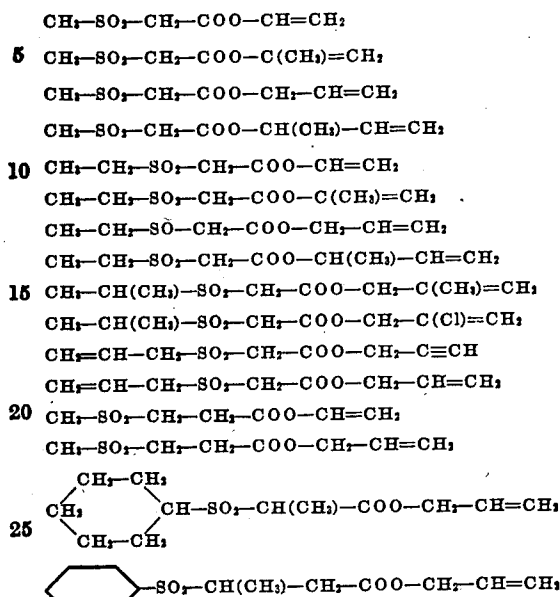 CH₃—SO₂—CH₂—COO—CH=CH₂
5 CH₃—SO₂—CH₂—COO—C(CH₃)=CH₂
CH₃—SO₂—CH₂—COO—CH₂—CH=CH₂
CH₃—SO₂—CH₂—COO—CH(OH₃)—CH=CH₂
10 CH₃—CH₂—SO₂—CH₂—COO—CH=CH₂
CH₃—CH₂—SO₂—CH₂—COO—C(CH₃)=CH₂
CH₃—CH₂—SO—CH₂—COO—CH₂—CH=CH₂
CH₃—CH₂—SO₂—CH₂—COO—CH(CH₃)—CH=CH₂
15 CH₃—CH(CH₃)—SO₂—CH₂—COO—CH₂—C(CH₃)=CH₂
CH₃—CH(CH₃)—SO₂—CH₂—COO—CH₂—C(Cl)=CH₂
CH₂=CH—CH₂—SO₂—CH₂—COO—CH₂—C≡CH
CH₂=CH—CH₂—SO₂—CH₂—COO—CH₂—CH=CH₂
20 CH₃—SO₂—CH₂—CH₂—COO—CH=CH₂
CH₃—SO₂—CH₂—CH₂—COO—CH₂—CH=CH₂
CH₂—CH₂
CH₂ CH—SO₂—CH(CH₃)—COO—CH₂—CH=CH₂
25
CH₂—CH₂
—SO₂—CH(CH₃)—CH₂—COO—CH₂—CH=CH₂